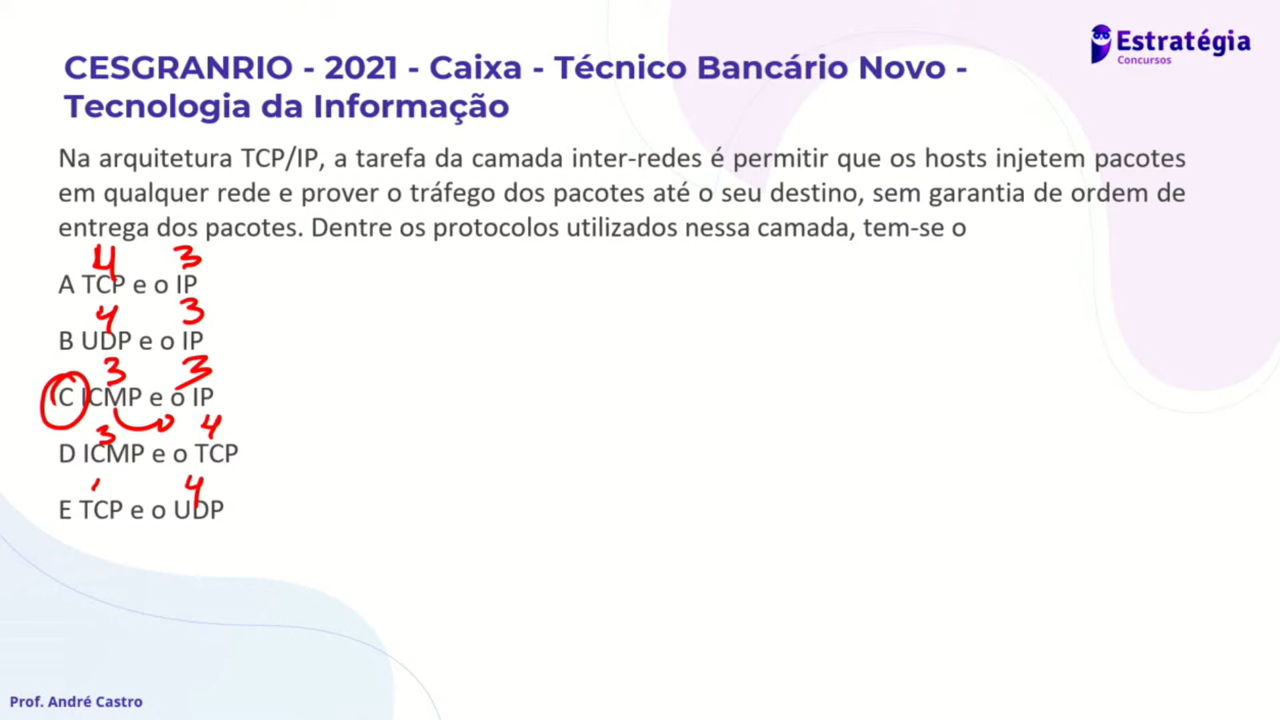 Estratégia
Concursos
CESGRANRIO - 2021 - Caixa - Técnico Bancário Novo -
Tecnologia da Informação
Na arquitetura TCP/IP, a tarefa da camada inter-redes é permitir que os hosts injetem pacotes
em qualquer rede e prover o tráfego dos pacotes até o seu destino, sem garantia de ordem de
entrega dos pacotes. Dentre os protocolos utilizados nessa camada, tem-se o
4 3
A TCP e o IP
4 3
B UDP e o IP
3 3
C ICMP e o IP
3 4
D ICMP e o TCP
4
E TCP e o UDP
Prof. André Castro